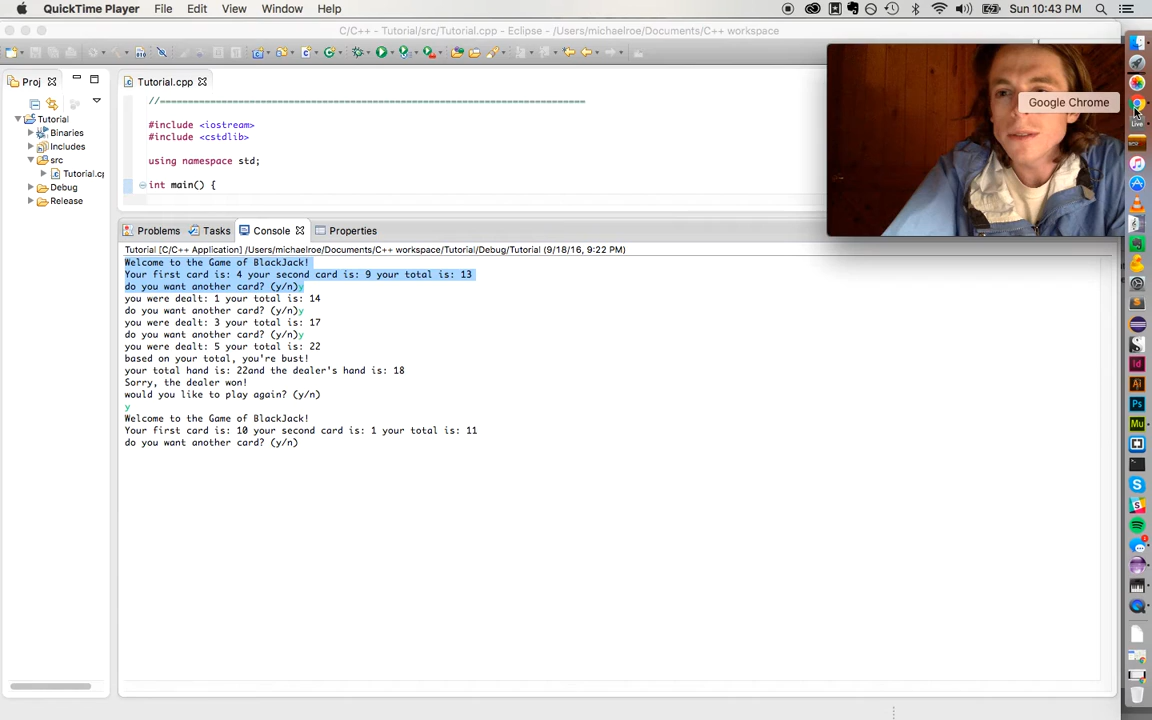 QuickTime Player File Edit View Window Help
Sun 10:43 PM
C/C++ - Tutorial/src/Tutorial.cpp - Eclipse - /Users/michaelroe/Documents/C++ workspace
Google Chrome
Proj
Tutorial
Binaries
Includes
src
Tutorial.cp
Debug
Release
Tutorial.cpp
//==============================================================================
#include <iostream>
#include <cstdlib>
using namespace std;
int main() {
Problems Tasks Console Properties
Tutorial [C/C++ Application] /Users/michaelroe/Documents/C++ workspace/Tutorial/Debug/Tutorial (9/18/16, 9:22 PM)
Welcome to the Game of BlackJack!
Your first card is: 4 your second card is: 9 your total is: 13
do you want another card? (y/n)y
you were dealt: 1 your total is: 14
do you want another card? (y/n)y
you were dealt: 3 your total is: 17
do you want another card? (y/n)y
you were dealt: 5 your total is: 22
based on your total, you're bust!
your total hand is: 22and the dealer's hand is: 18
Sorry, the dealer won!
would you like to play again? (y/n)
y
Welcome to the Game of BlackJack!
Your first card is: 10 your second card is: 1 your total is: 11
do you want another card? (y/n)
Live
Id
Ai
Ps
Mu